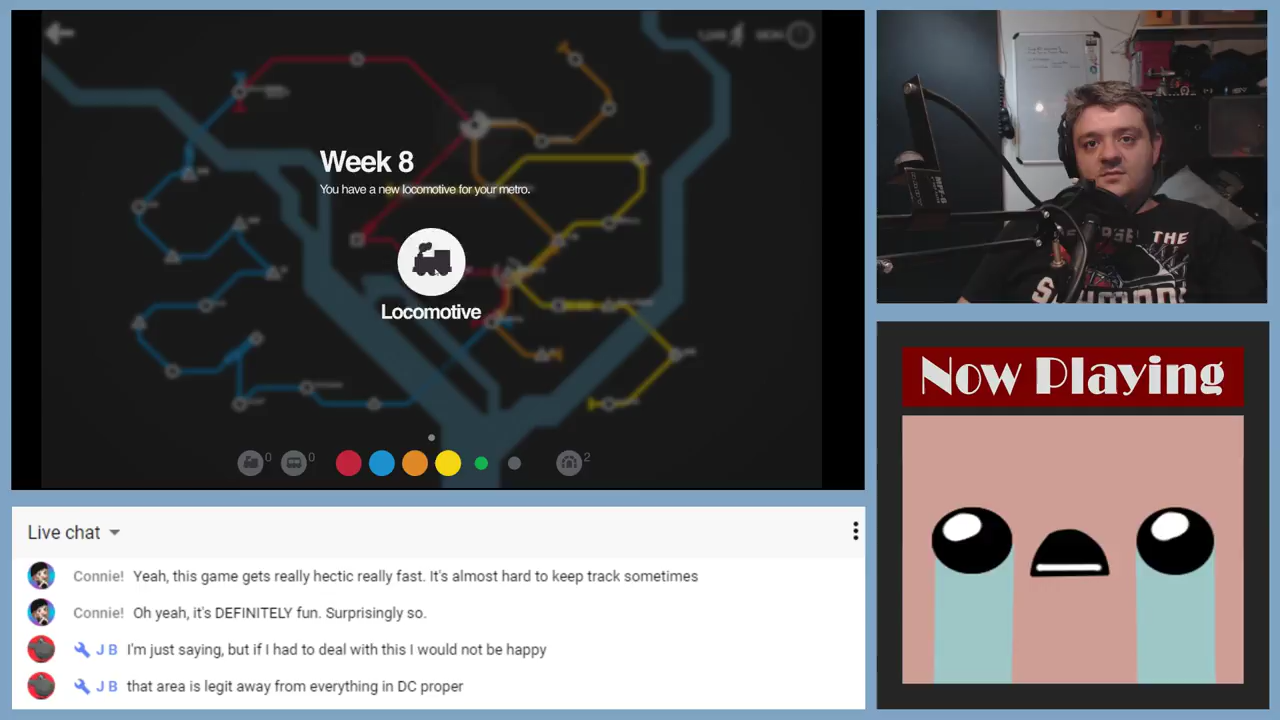 Week 8
You have a new locomotive for your metro.
Locomotive
0
0
2
THE
Now Playing
Live chat
Connie! Yeah, this game gets really hectic really fast. It's almost hard to keep track sometimes
Connie! Oh yeah, it's DEFINITELY fun. Surprisingly so.
J B I'm just saying, but if I had to deal with this I would not be happy
J B that area is legit away from everything in DC proper